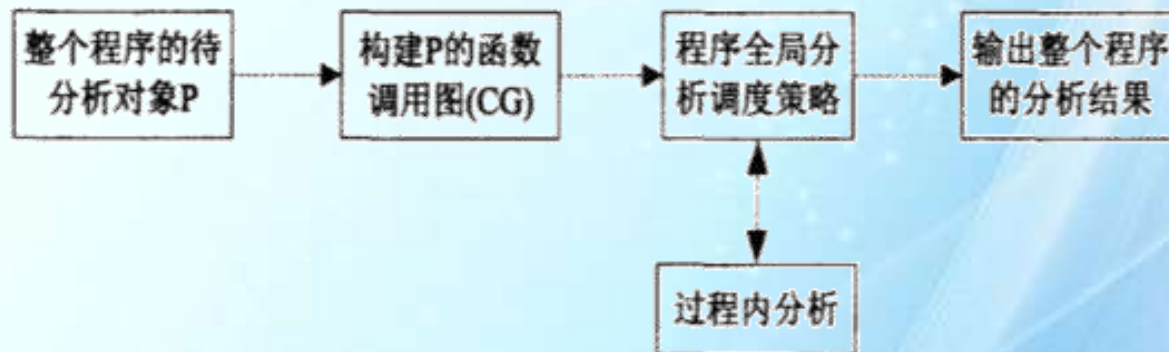 整个程序的待
分析对象P
构建P的函数
调用图(CG)
程序全局分
析调度策略
输出整个程序
的分析结果
过程内分析